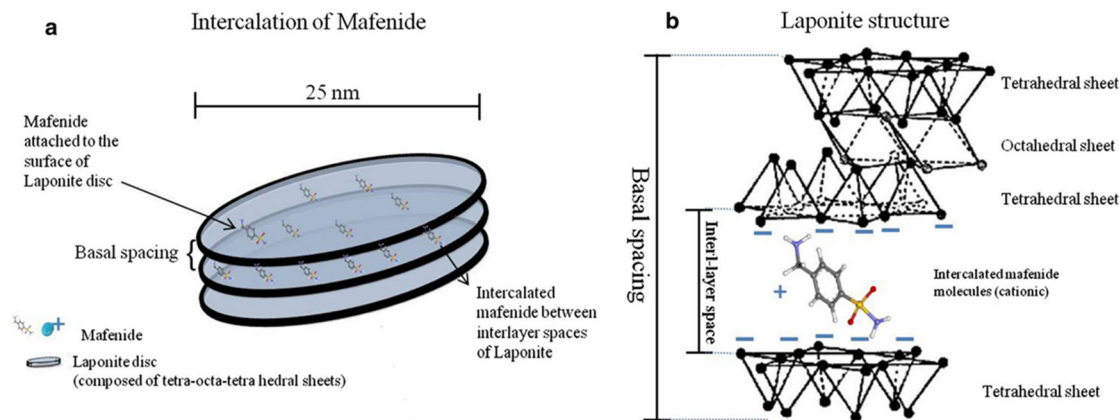 a
Intercalation of Mafenide
25 nm
Mafenide
attached to the
surface of
Laponite disc
Basal spacing
Intercalated
mafenide between
interlayer spaces
of Laponite
+
Mafenide
Laponite disc
(composed of tetra-octa-tetra hedral sheets)
b
Laponite structure
Tetrahedral sheet
Octahedral sheet
Tetrahedral sheet
Basal spacing
Interl-layer space
+
Intercalated mafenide
molecules (cationic)
Tetrahedral sheet